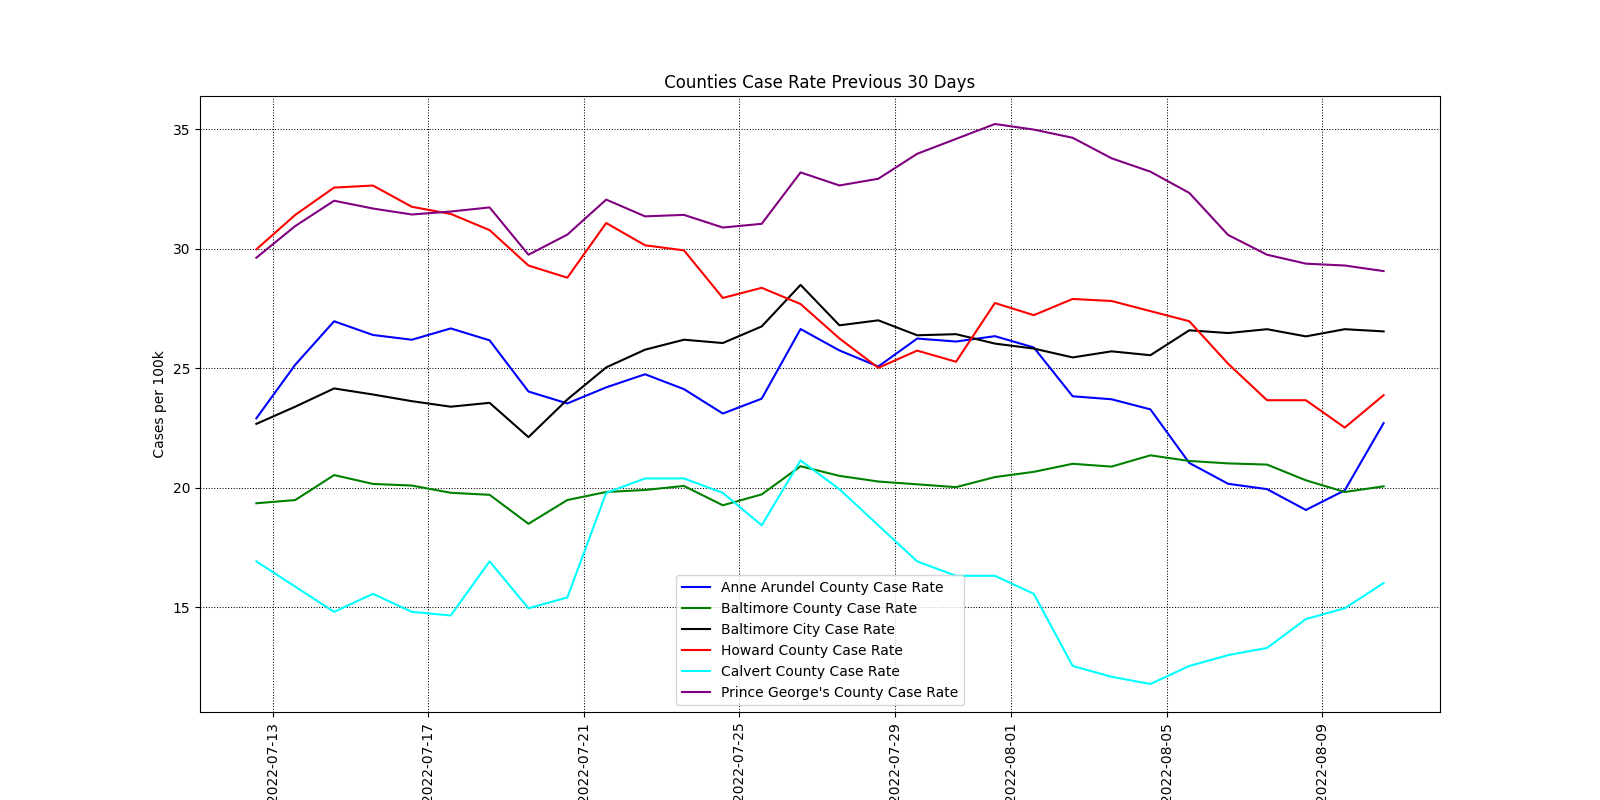 Counties Case Rate Previous 30 Days
Cases per 100k
35
30
25
20
15
Anne Arundel County Case Rate
Baltimore County Case Rate
Baltimore City Case Rate
Howard County Case Rate
Calvert County Case Rate
Prince George's County Case Rate
2022-07-13
2022-07-17
2022-07-21
2022-07-25
2022-07-29
2022-08-01
2022-08-05
2022-08-09